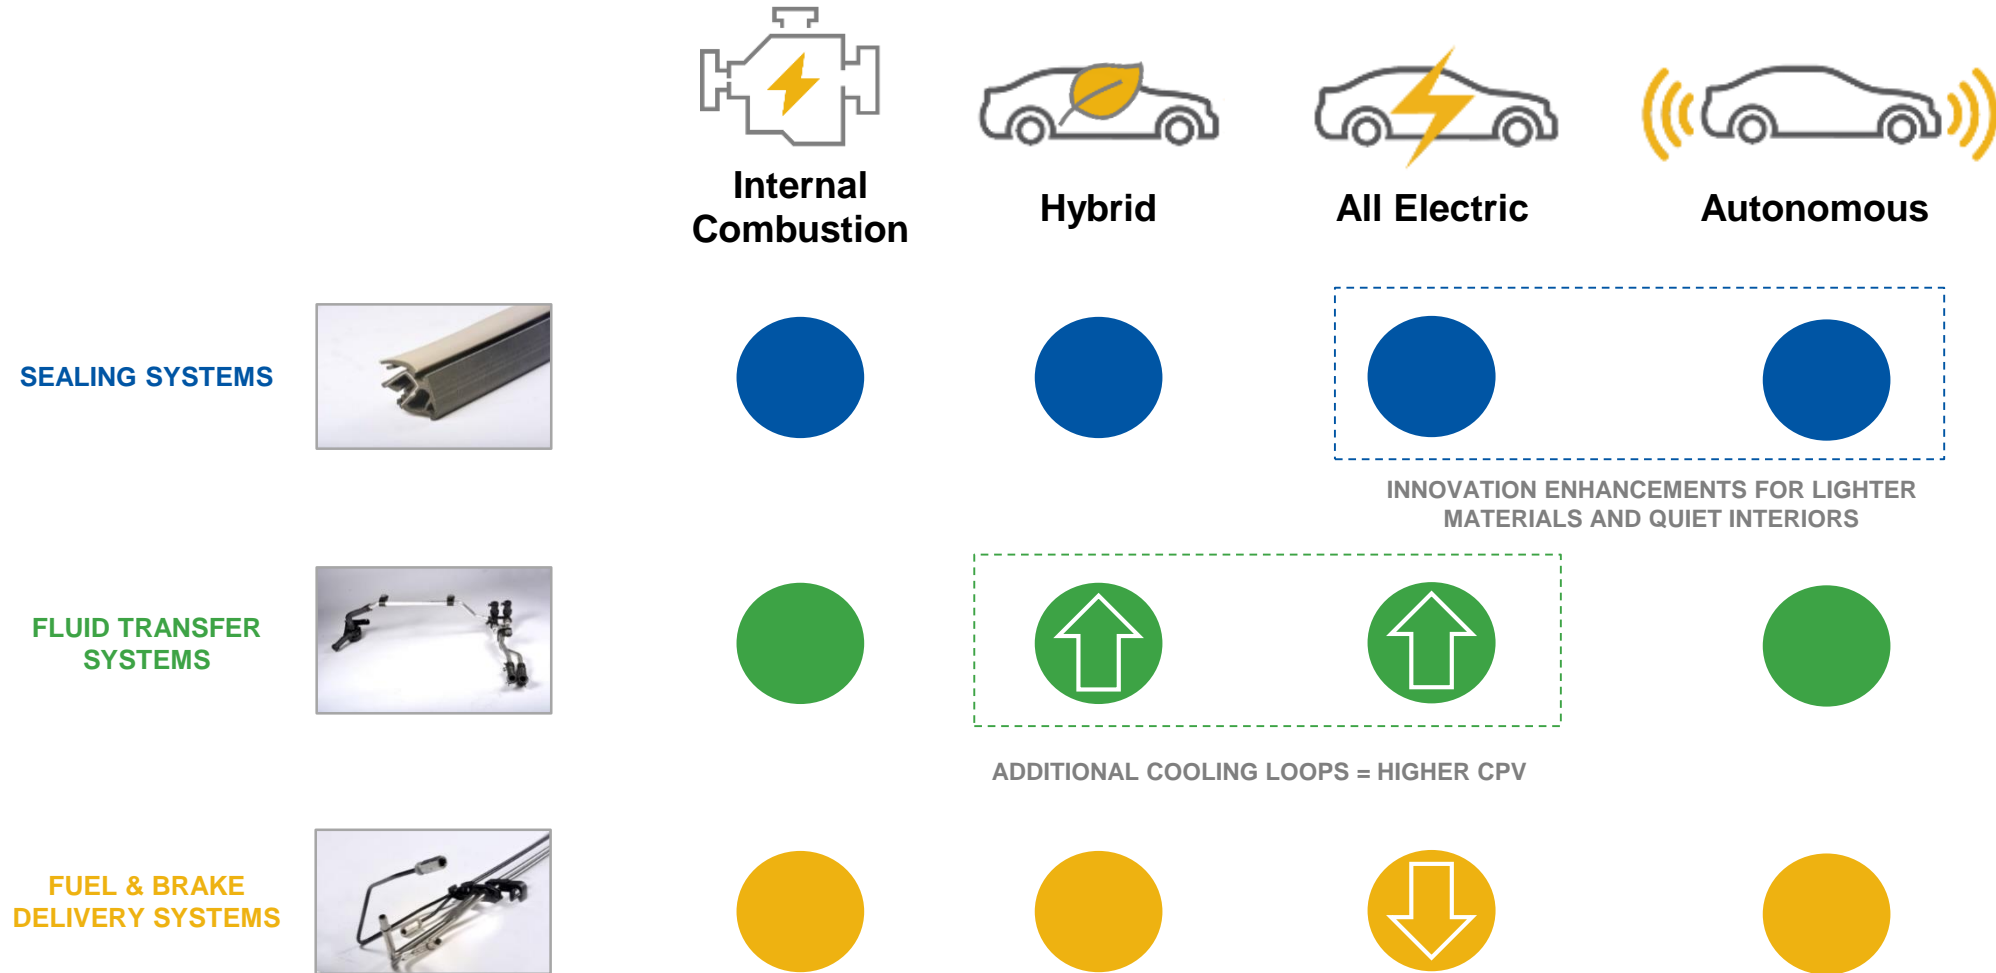 Internal
Combustion
Hybrid
All Electric
Autonomous
SEALING SYSTEMS
INNOVATION ENHANCEMENTS FOR LIGHTER
MATERIALS AND QUIET INTERIORS
FLUID TRANSFER
SYSTEMS
ADDITIONAL COOLING LOOPS = HIGHER CPV
FUEL & BRAKE
DELIVERY SYSTEMS